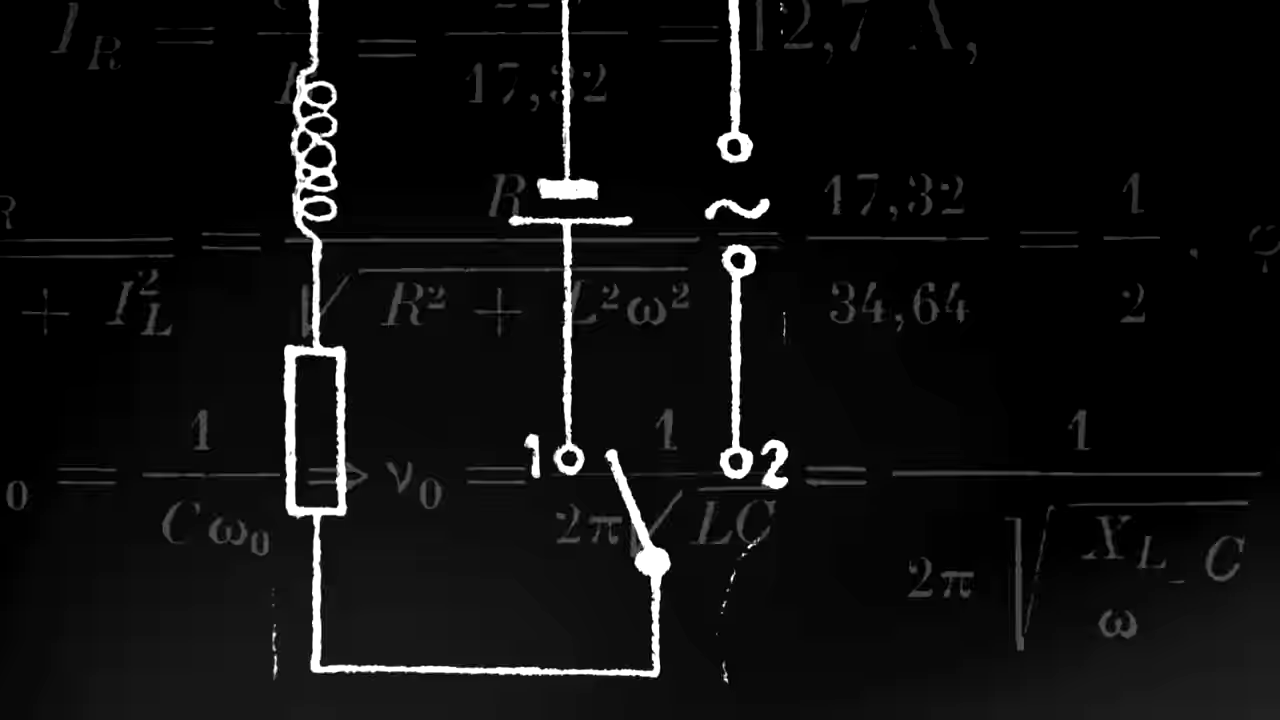 I_R = — = — = 12,7 A,
R 17,32
R R 17,32 1
— = — = — = — .
+ I_L^2 √ R² + L²ω² 34,64 2
1 1 1 2
0 = — ⇒ ν₀ = — = —
Cω₀ 2π√LC 2π √ X_L C
ω